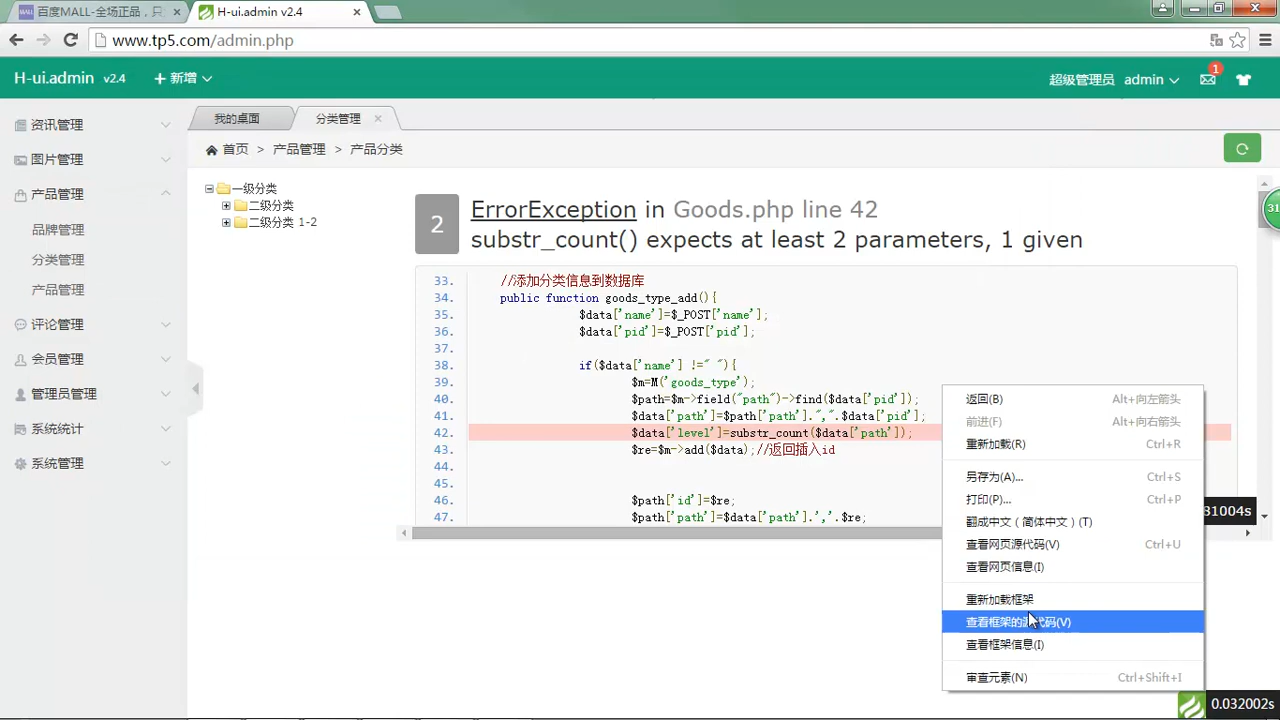 百度MALL-全场正品，只
H-ui.admin v2.4
www.tp5.com/admin.php
H-ui.admin v2.4
新增
超级管理员 admin
1
资讯管理
图片管理
产品管理
品牌管理
分类管理
产品管理
评论管理
会员管理
管理员管理
系统统计
系统管理
我的桌面
分类管理
首页 > 产品管理 > 产品分类
一级分类
二级分类
二级分类 1-2
2
ErrorException in Goods.php line 42
substr_count() expects at least 2 parameters, 1 given
33. //添加分类信息到数据库
34. public function goods_type_add(){
35. $data['name']=$_POST['name'];
36. $data['pid']=$_POST['pid'];
37.
38. if($data['name'] !=" "){
39. $m=M('goods_type');
40. $path=$m->field("path")->find($data['pid']);
41. $data['path']=$path['path'].",".$data['pid'];
42. $data['level']=substr_count($data['path']);
43. $re=$m->add($data);//返回插入id
44.
45.
46. $path['id']=$re;
47. $path['path']=$data['path'].','.$re;
返回(B) Alt+向左箭头
前进(F) Alt+向右箭头
重新加载(R) Ctrl+R
另存为(A)... Ctrl+S
打印(P)... Ctrl+P
翻成中文（简体中文）(T)
查看网页源代码(V) Ctrl+U
查看网页信息(I)
重新加载框架
查看框架的源代码(V)
查看框架信息(I)
审查元素(N) Ctrl+Shift+I
31
31004s
0.032002s